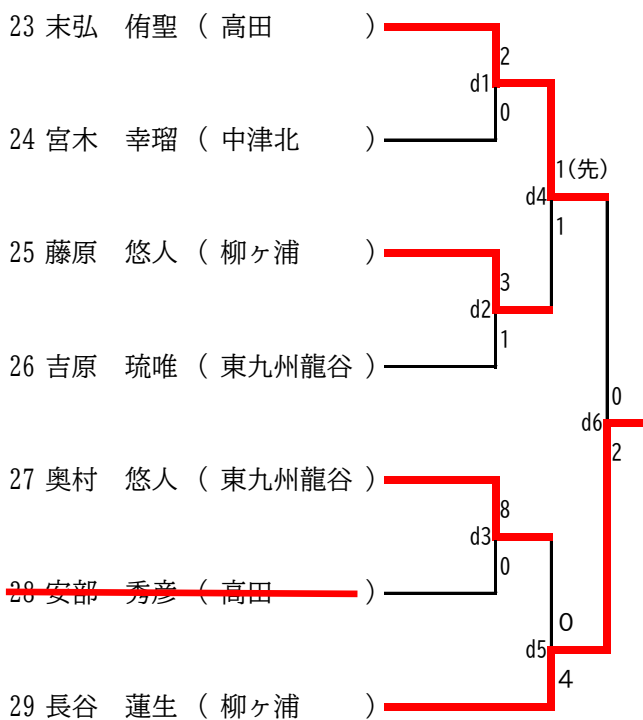 23 末弘　侑聖 （ 高田　　　）
2
d1
0
24 宮木　幸瑠 （ 中津北　　）
1(先)
d4
1
25 藤原　悠人 （ 柳ヶ浦　　）
3
d2
1
26 吉原　琉唯 （ 東九州龍谷 ）
0
d6
2
27 奥村　悠人 （ 東九州龍谷 ）
8
d3
0
28 安部　秀彦 （ 高田　　　）
0
d5
4
29 長谷　蓮生 （ 柳ヶ浦　　）